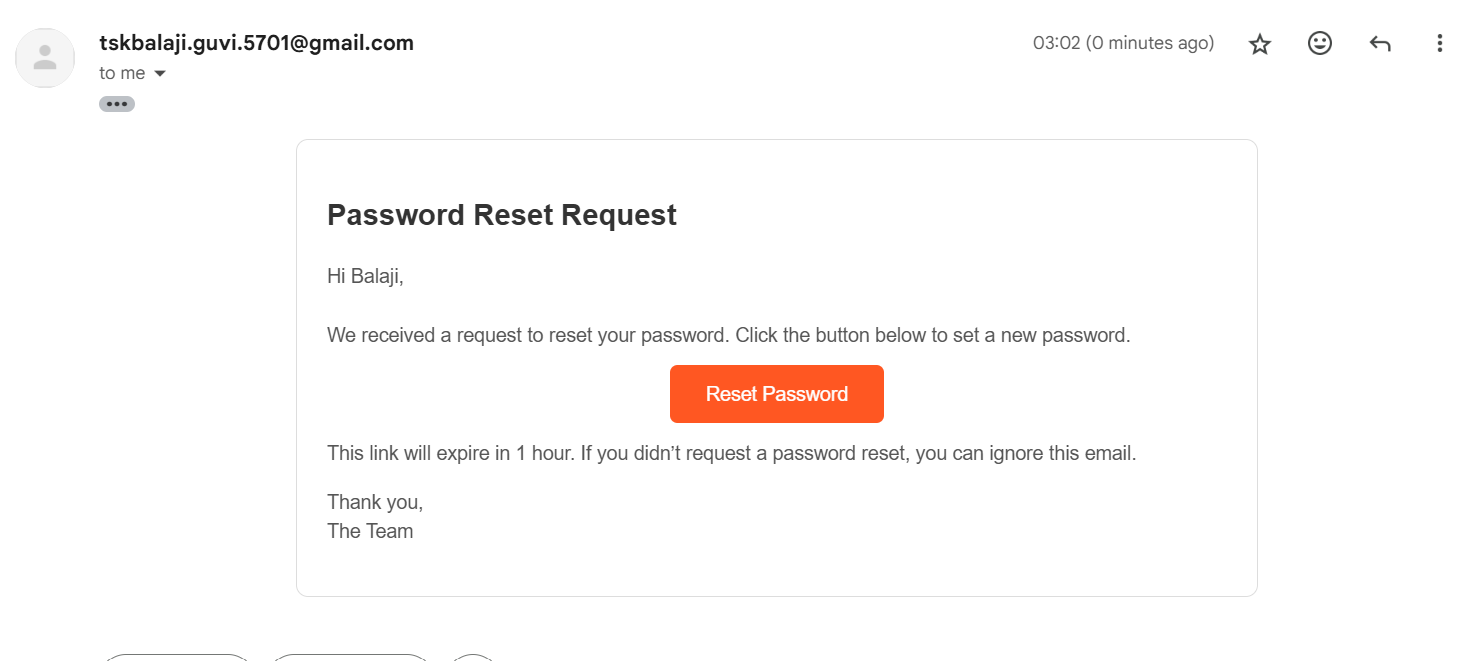 tskbalaji.guvi.5701@gmail.com
03:02 (0 minutes ago)
to me
Password Reset Request
Hi Balaji,
We received a request to reset your password. Click the button below to set a new password.
Reset Password
This link will expire in 1 hour. If you didn’t request a password reset, you can ignore this email.
Thank you,
The Team